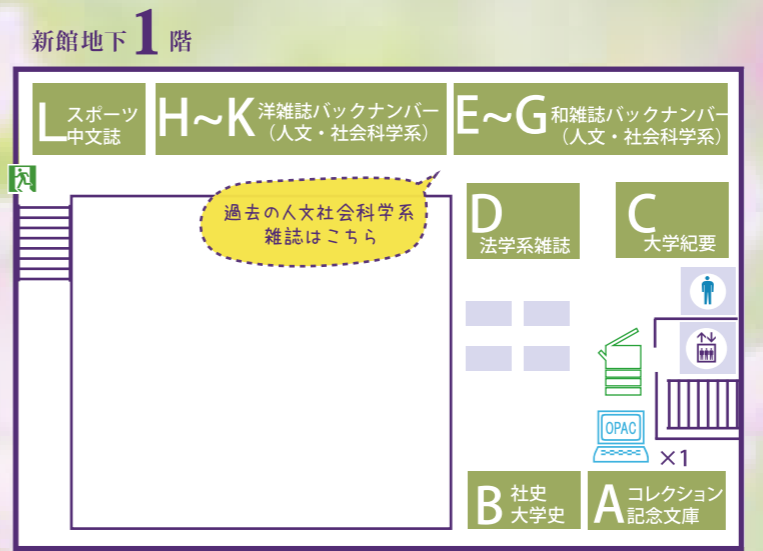 新館地下1階
L スポーツ
中文誌
H～K 洋雑誌バックナンバー
（人文・社会科学系）
E～G 和雑誌バックナンバー
（人文・社会科学系）
過去の人文社会科学系
雑誌はこちら
D
法学系雑誌
C
大学紀要
OPAC
×1
B 社史
大学史
A コレクション
記念文庫